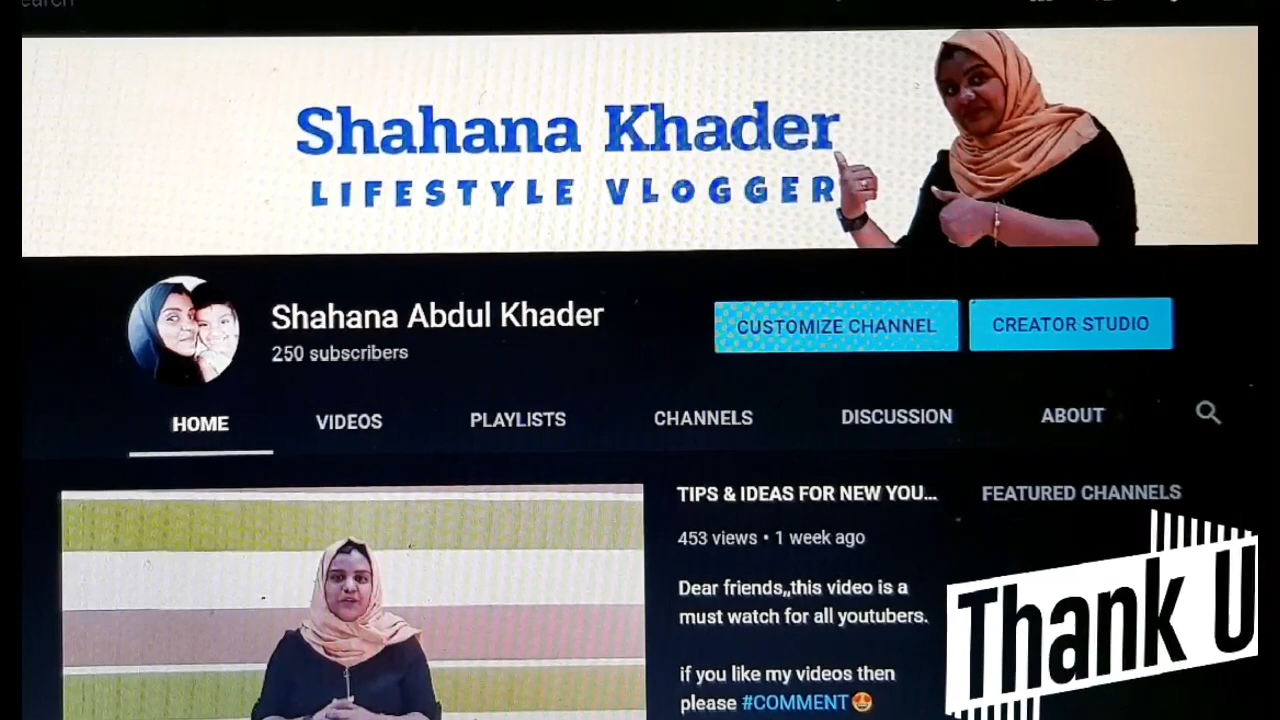 Shahana Khader
LIFESTYLE VLOGGER
Shahana Abdul Khader
250 subscribers
CUSTOMIZE CHANNEL
CREATOR STUDIO
HOME
VIDEOS
PLAYLISTS
CHANNELS
DISCUSSION
ABOUT
TIPS & IDEAS FOR NEW YOU...
453 views • 1 week ago
Dear friends,,this video is a
must watch for all youtubers.
if you like my videos then
please #COMMENT🤩
FEATURED CHANNELS
Thank U